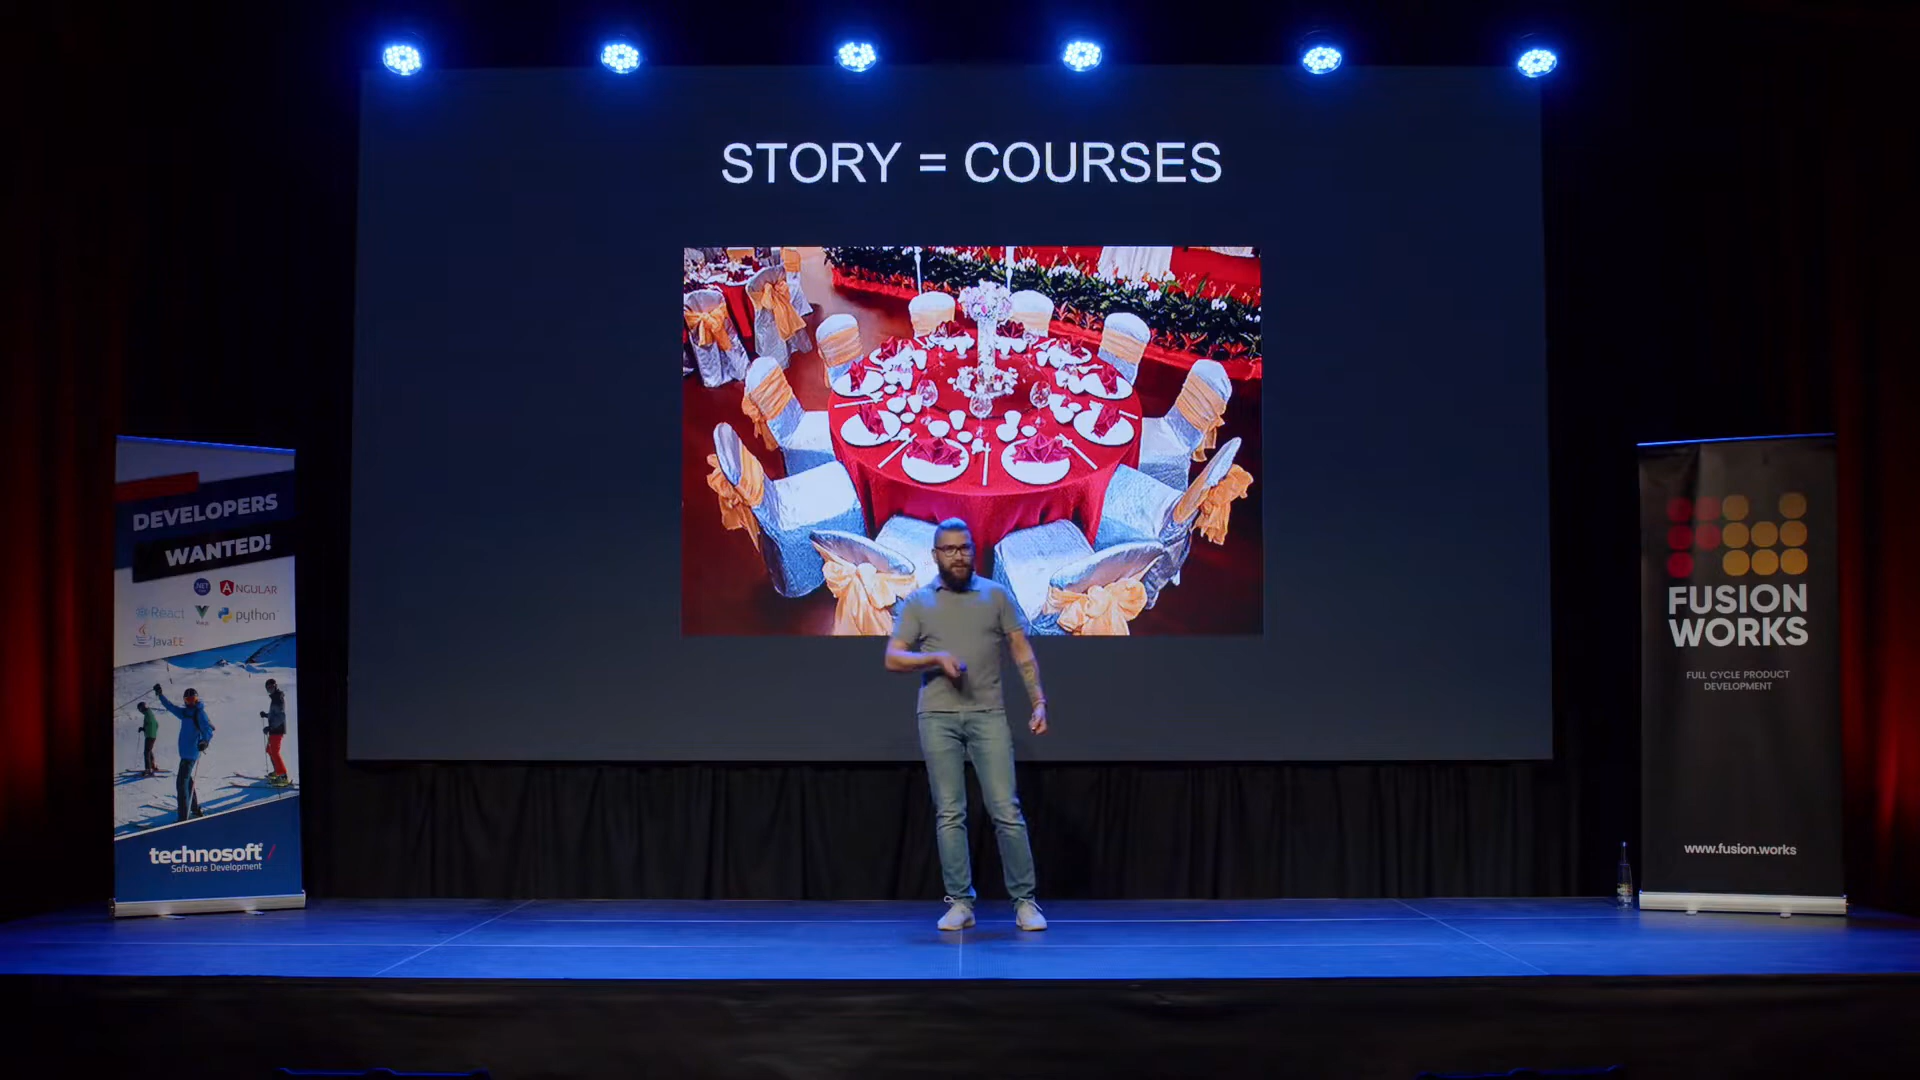 STORY = COURSES
DEVELOPERS
WANTED!
.NET
ANGULAR
React
python
JavaEE
technosoft
Software Development
FUSION
WORKS
FULL CYCLE PRODUCT
DEVELOPMENT
www.fusion.works